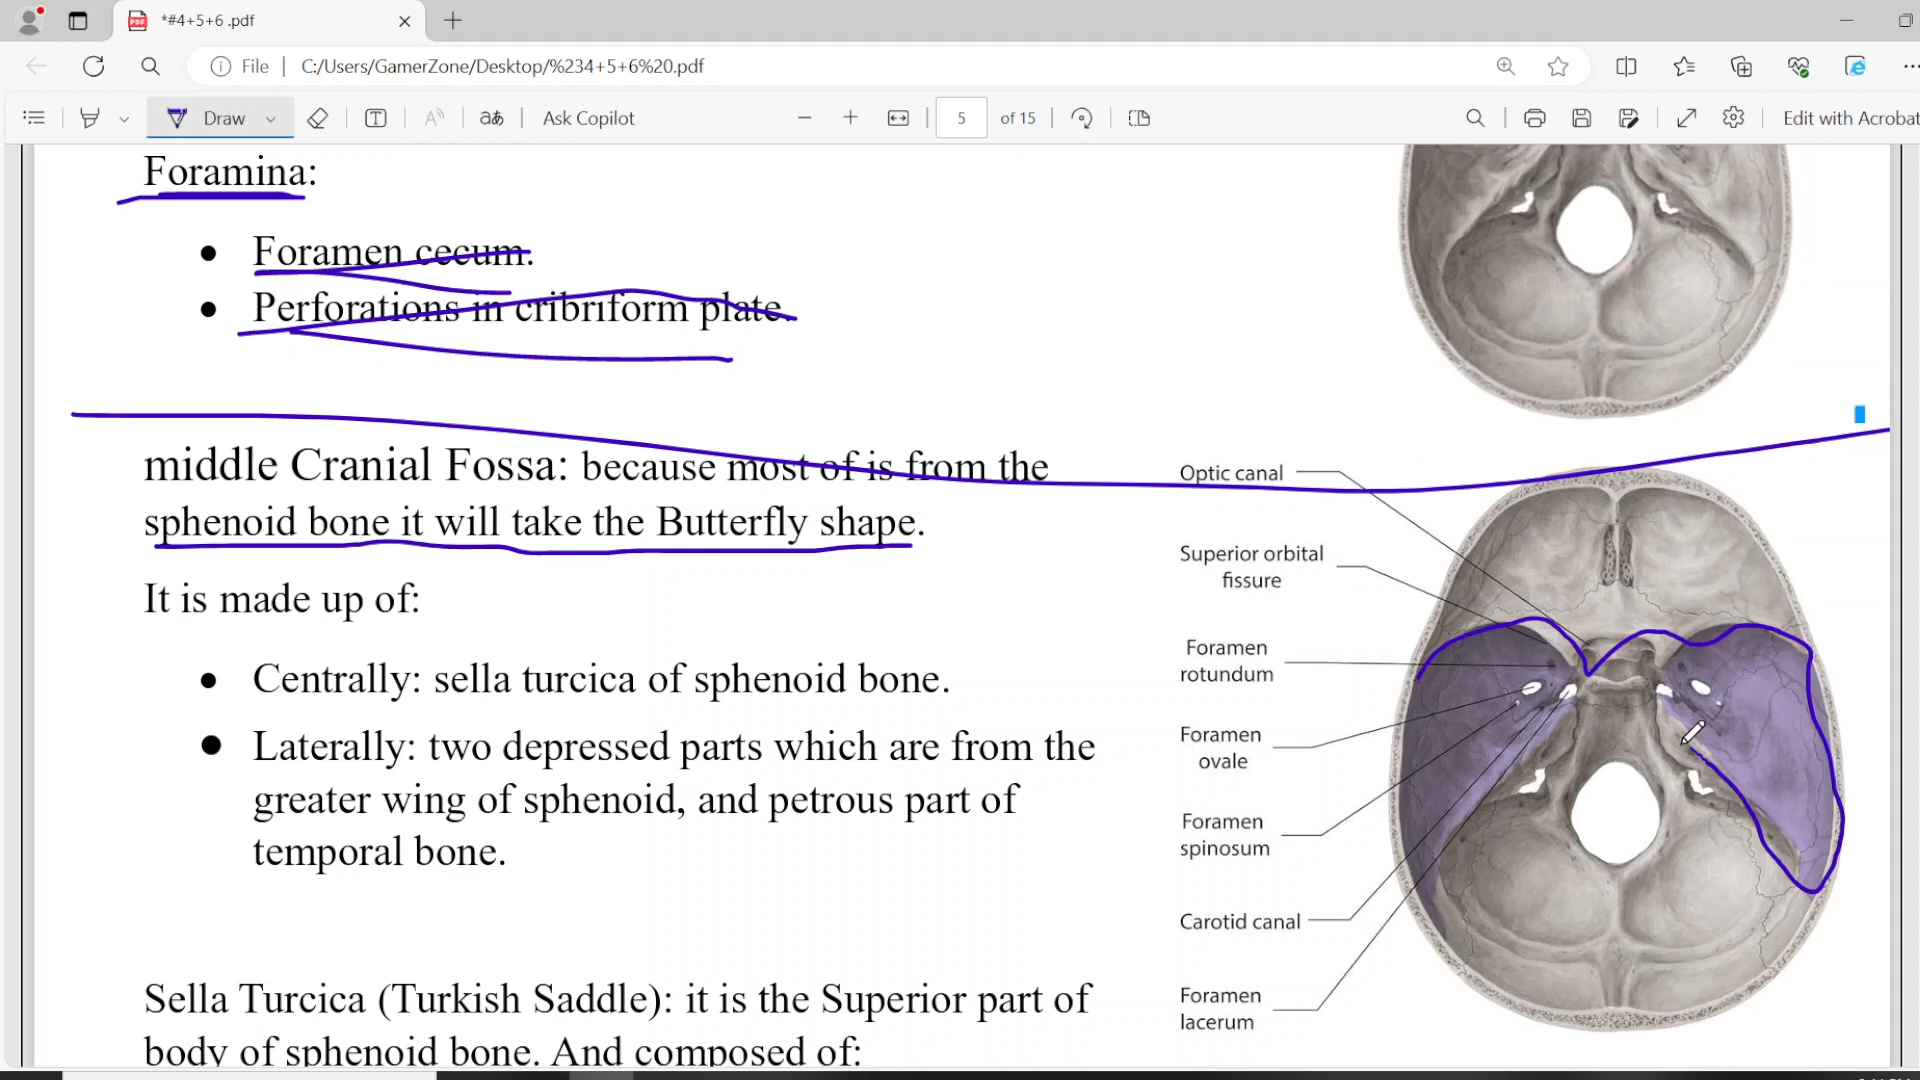 *#4+5+6 .pdf
File
C:/Users/GamerZone/Desktop/%234+5+6%20.pdf
Draw
Ask Copilot
5
of 15
Edit with Acrobat
Foramina:
Foramen cecum.
Perforations in cribriform plate.
middle Cranial Fossa: because most of is from the
sphenoid bone it will take the Butterfly shape.
It is made up of:
Centrally: sella turcica of sphenoid bone.
Laterally: two depressed parts which are from the
greater wing of sphenoid, and petrous part of
temporal bone.
Sella Turcica (Turkish Saddle): it is the Superior part of
body of sphenoid bone. And composed of:
Optic canal
Superior orbital
fissure
Foramen
rotundum
Foramen
ovale
Foramen
spinosum
Carotid canal
Foramen
lacerum